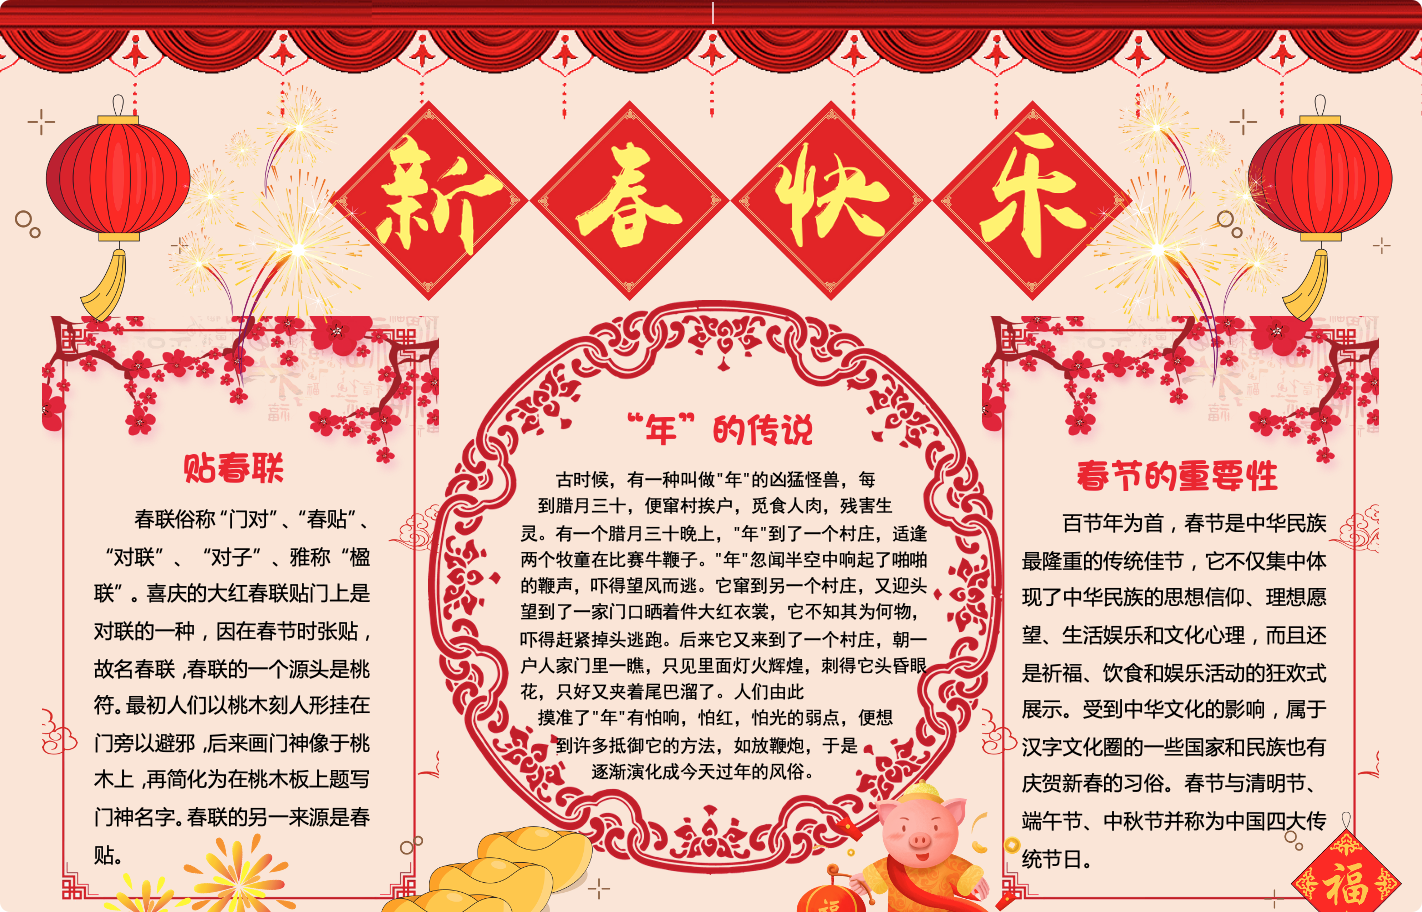 新春快乐
贴春联
春联俗称“门对”、“春贴”、
“对联”、“对子”、雅称“楹
联”。喜庆的大红春联贴门上是
对联的一种，因在春节时张贴，
故名春联，春联的一个源头是桃
符。最初人们以桃木刻人形挂在
门旁以避邪，后来画门神像于桃
木上，再简化为在桃木板上题写
门神名字。春联的另一来源是春
贴。
“年”的传说
古时候，有一种叫做"年"的凶猛怪兽，每
到腊月三十，便窜村挨户，觅食人肉，残害生
灵。有一个腊月三十晚上，"年"到了一个村庄，适逢
两个牧童在比赛牛鞭子。"年"忽闻半空中响起了啪啪
的鞭声，吓得望风而逃。它窜到另一个村庄，又迎头
望到了一家门口晒着件大红衣裳，它不知其为何物，
吓得赶紧掉头逃跑。后来它又来到了一个村庄，朝一
户人家门里一瞧，只见里面灯火辉煌，刺得它头昏眼
花，只好又夹着尾巴溜了。人们由此
摸准了"年"有怕响，怕红，怕光的弱点，便想
到许多抵御它的方法，如放鞭炮，于是
逐渐演化成今天过年的风俗。
春节的重要性
百节年为首，春节是中华民族
最隆重的传统佳节，它不仅集中体
现了中华民族的思想信仰、理想愿
望、生活娱乐和文化心理，而且还
是祈福、饮食和娱乐活动的狂欢式
展示。受到中华文化的影响，属于
汉字文化圈的一些国家和民族也有
庆贺新春的习俗。春节与清明节、
端午节、中秋节并称为中国四大传
统节日。
福